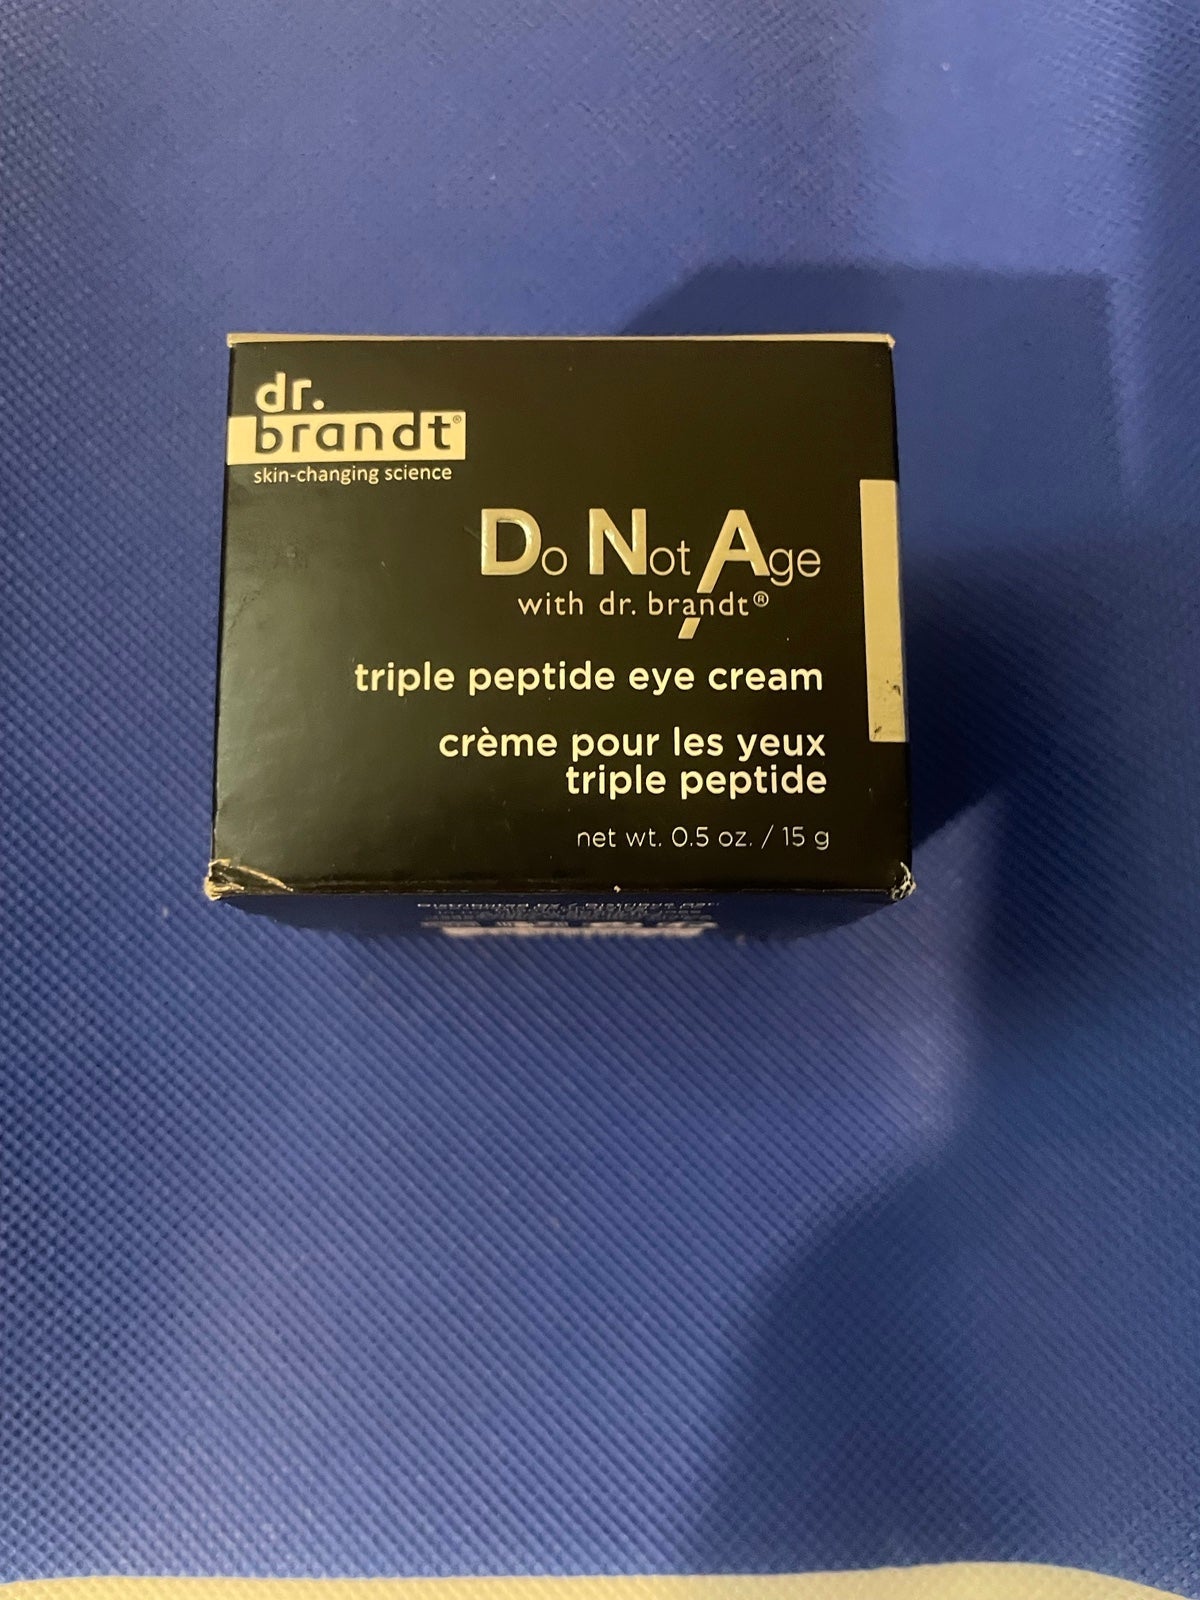 dr.
brandt®
skin-changing science
Do Not Age
with dr. brandt®
triple peptide eye cream
crème pour les yeux
triple peptide
net wt. 0.5 oz. / 15 g